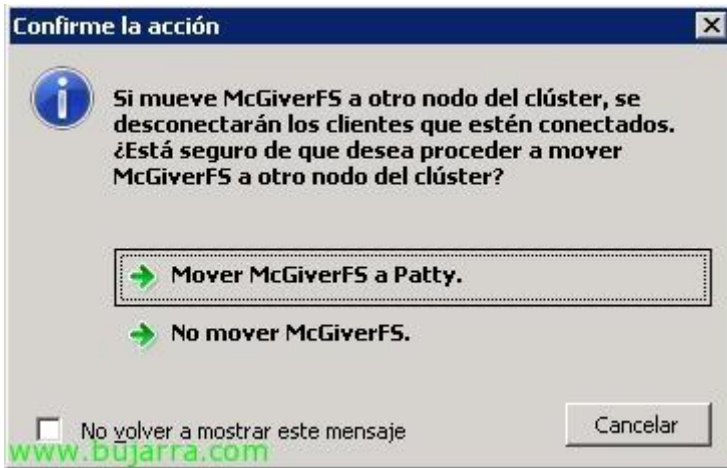 Confirme la acción
Si mueve McGiverFS a otro nodo del clúster, se
desconectarán los clientes que estén conectados.
¿Está seguro de que desea proceder a mover
McGiverFS a otro nodo del clúster?
Mover McGiverFS a Patty.
No mover McGiverFS.
No volver a mostrar este mensaje
Cancelar
www.bujarra.com